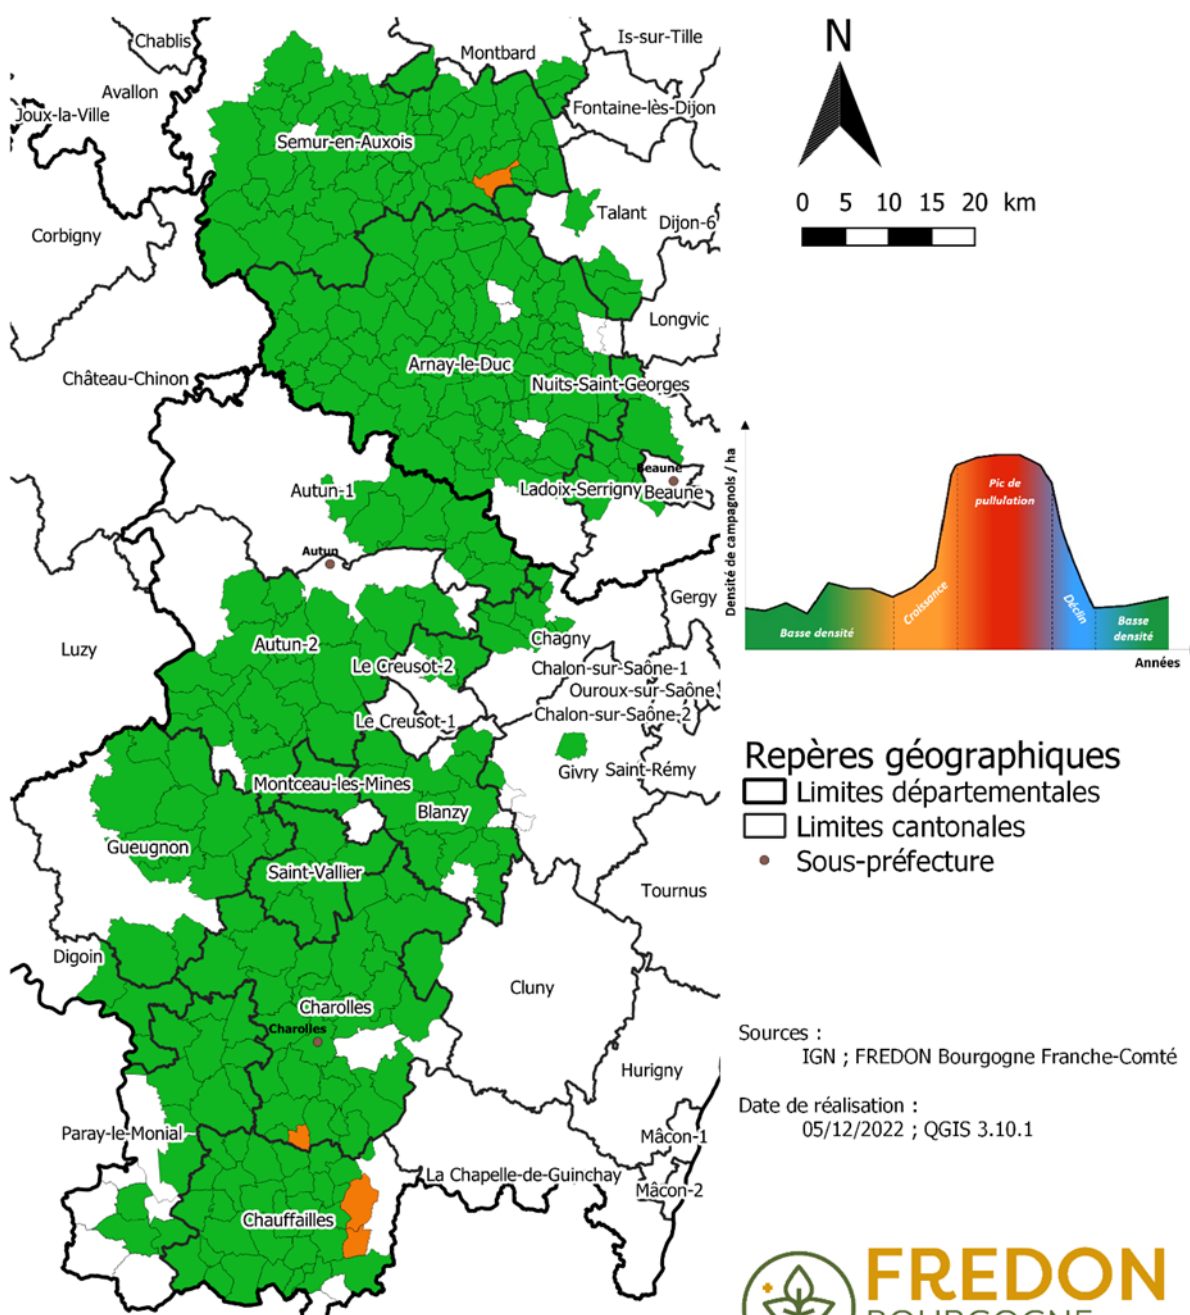 Chablis
Montbard
Is-sur-Tille
Avallon
Joux-la-Ville
Fontaine-lès-Dijon
Semur-en-Auxois
Talant
Dijon-6
Corbigny
Longvic
Arnay-le-Duc
Château-Chinon
Nuits-Saint-Georges
Beaune
Ladoix-Serrigny
Beaune
Autun-1
Autun
Gergy
Luzy
Autun-2
Chagny
Le Creusot-2
Chalon-sur-Saône-1
Ouroux-sur-Saône
Le Creusot-1
Chalon-sur-Saône-2
Givry
Saint-Rémy
Montceau-les-Mines
Blanzy
Gueugnon
Saint-Vallier
Tournus
Digoin
Cluny
Charolles
Charolles
Hurigny
Paray-le-Monial
Mâcon-1
La Chapelle-de-Guinchay
Mâcon-2
Chauffailles
N
0 5 10 15 20 km
Densité de campagnols / ha
Pic de
pullulation
Croissance
Déclin
Basse densité
Basse
densité
Années
Repères géographiques
Limites départementales
Limites cantonales
Sous-préfecture
Sources :
IGN ; FREDON Bourgogne Franche-Comté
Date de réalisation :
05/12/2022 ; QGIS 3.10.1
FREDON
BOURGOGNE